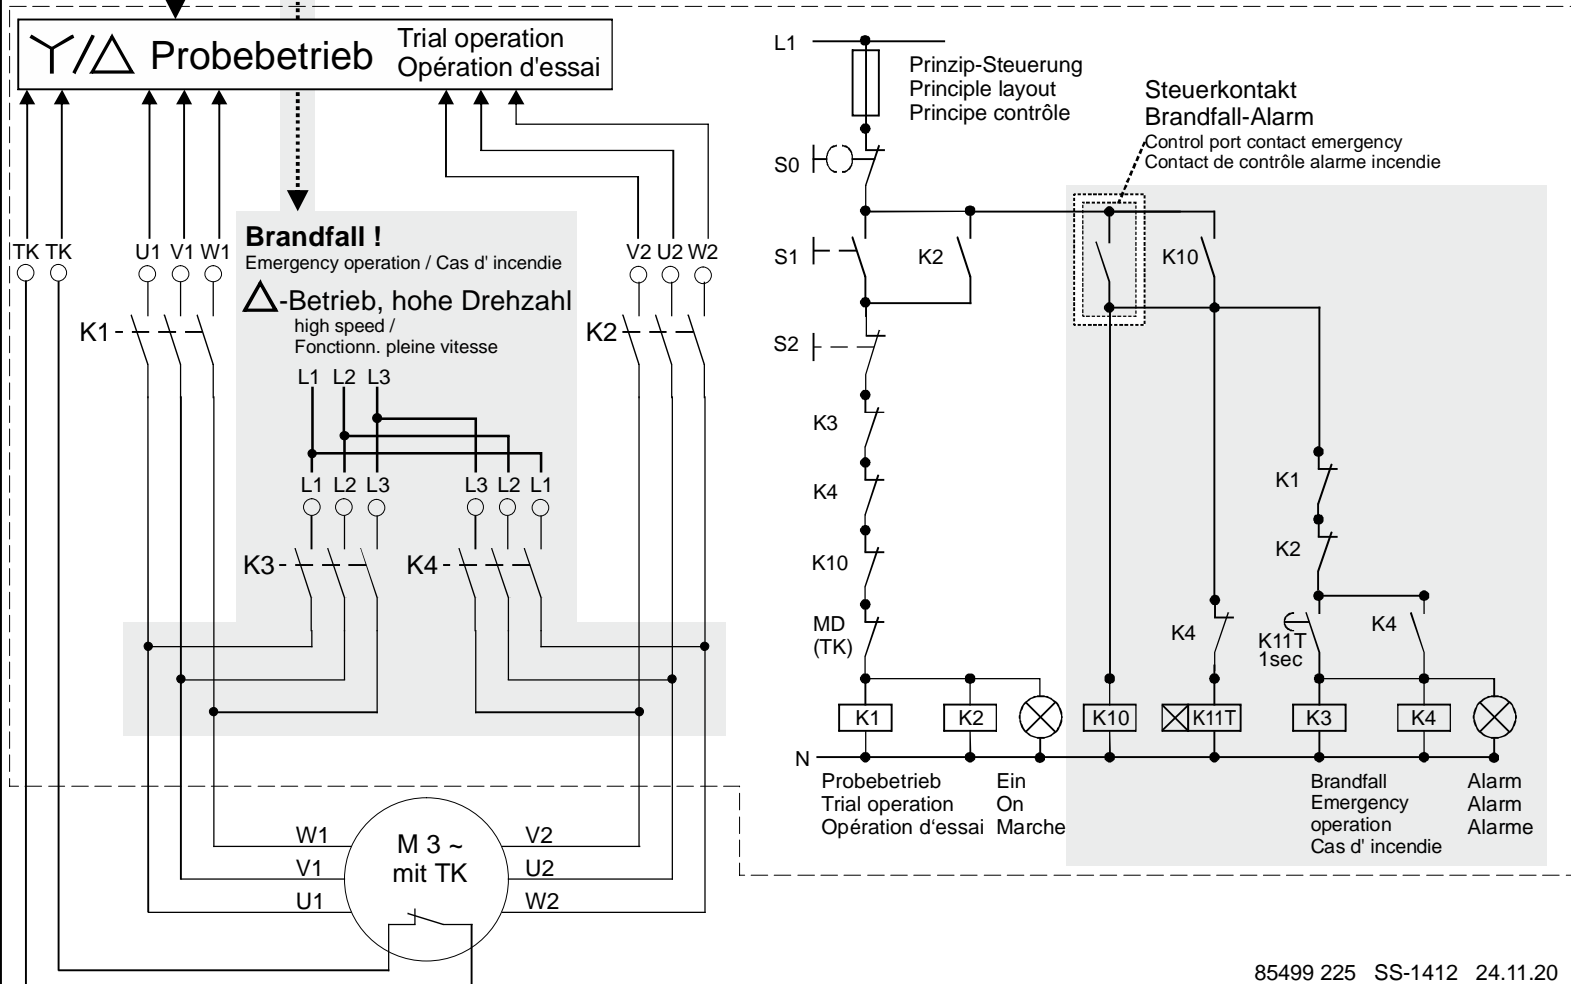 Probebetrieb
Trial operation
Opération d'essai
TK TK U1 V1 W1
V2 U2 W2
K1
K2
Brandfall !
Emergency operation / Cas d' incendie
-Betrieb, hohe Drehzahl
high speed /
Fonctionn. pleine vitesse
L1 L2 L3
L1 L2 L3
L3 L2 L1
K3
K4
W1
V1
U1
M 3 ~
mit TK
V2
U2
W2
L1
Prinzip-Steuerung
Principle layout
Principe contrôle
S0
S1
K2
S2
K3
K4
K10
MD
(TK)
K1
K2
N
Probebetrieb
Trial operation
Opération d‘essai
Ein
On
Marche
Steuerkontakt
Brandfall-Alarm
Control port contact emergency
Contact de contrôle alarme incendie
K10
K1
K2
K4
K11T
1sec
K4
K10
K11T
K3
K4
Brandfall
Emergency
operation
Cas d' incendie
Alarm
Alarm
Alarme
85499 225 SS-1412 24.11.20